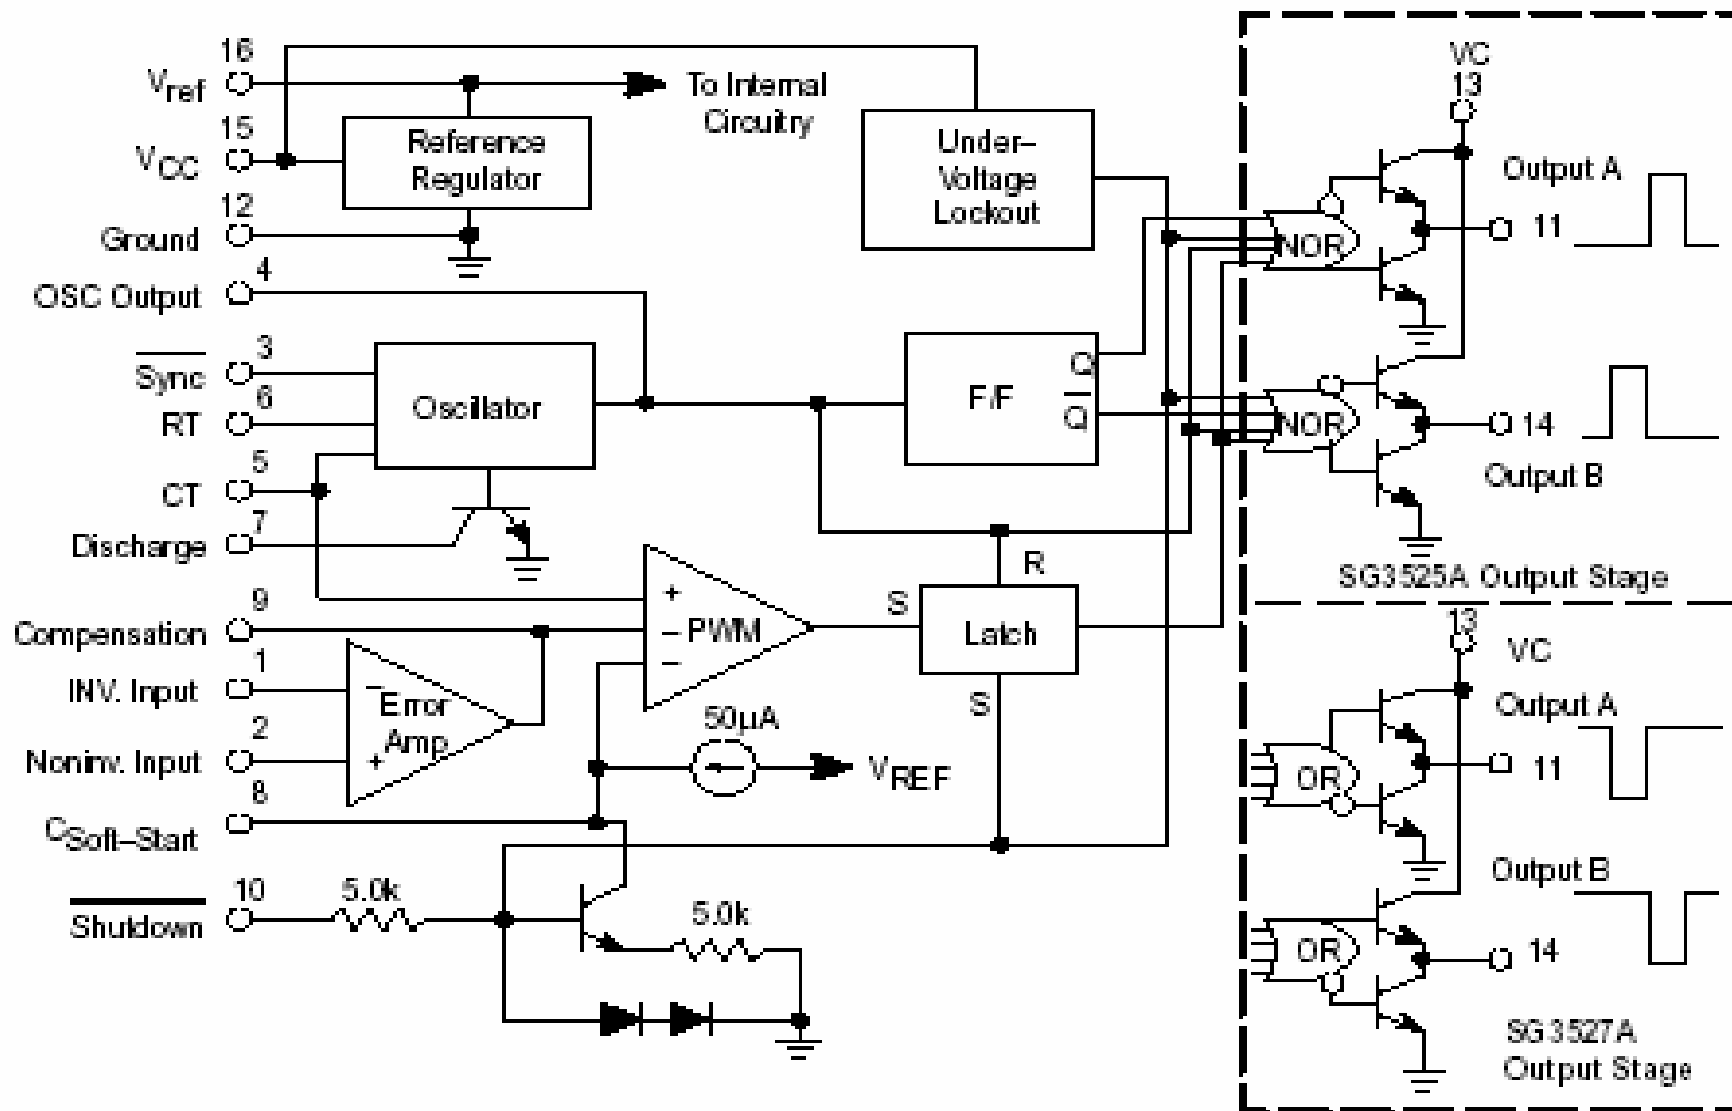 16
Vref
To Internal
Circuitry
15
VCC
Reference
Regulator
Under–
Voltage
Lockout
12
Ground
4
OSC Output
3
Sync
6
RT
5
CT
7
Discharge
Oscillator
F/F
Q
Q
9
Compensation
1
INV. Input
2
Noninv. Input
8
CSoft–Start
10
Shutdown
–
Error
Amp
+
+
–
–
PWM
S
R
Latch
S
50µA
VREF
5.0k
5.0k
VC
13
NOR
Output A
11
NOR
14
Output B
SG3525A Output Stage
13
VC
Output A
OR
11
Output B
OR
14
SG3527A
Output Stage